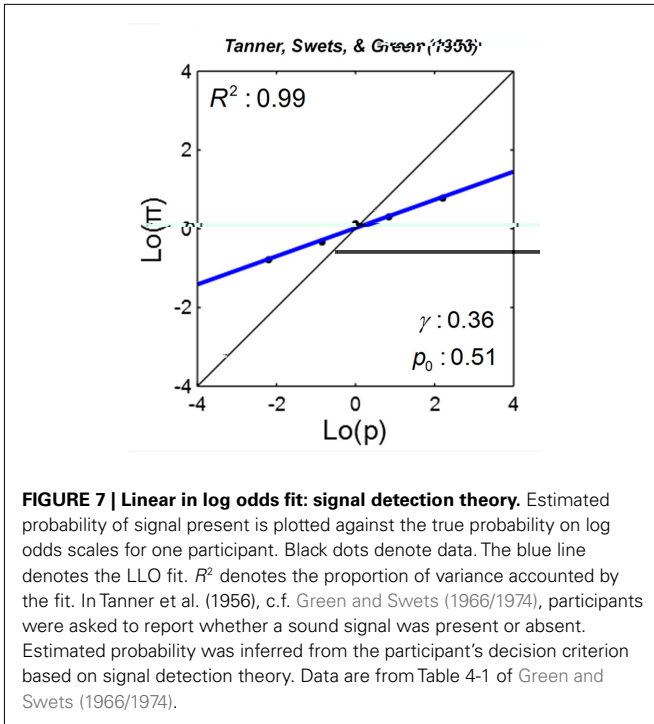 Tanner, Swets, & Green
4
R² : 0.99
2
0
Lo(π)
-2
γ : 0.36
p₀ : 0.51
-4
-4 -2 0 2 4
Lo(p)
FIGURE 7 | Linear in log odds fit: signal detection theory. Estimated
probability of signal present is plotted against the true probability on log
odds scales for one participant. Black dots denote data. The blue line
denotes the LLO fit. R² denotes the proportion of variance accounted by
the fit. In Tanner et al. (1956), c.f. Green and Swets (1966/1974), participants
were asked to report whether a sound signal was present or absent.
Estimated probability was inferred from the participant's decision criterion
based on signal detection theory. Data are from Table 4-1 of Green and
Swets (1966/1974).